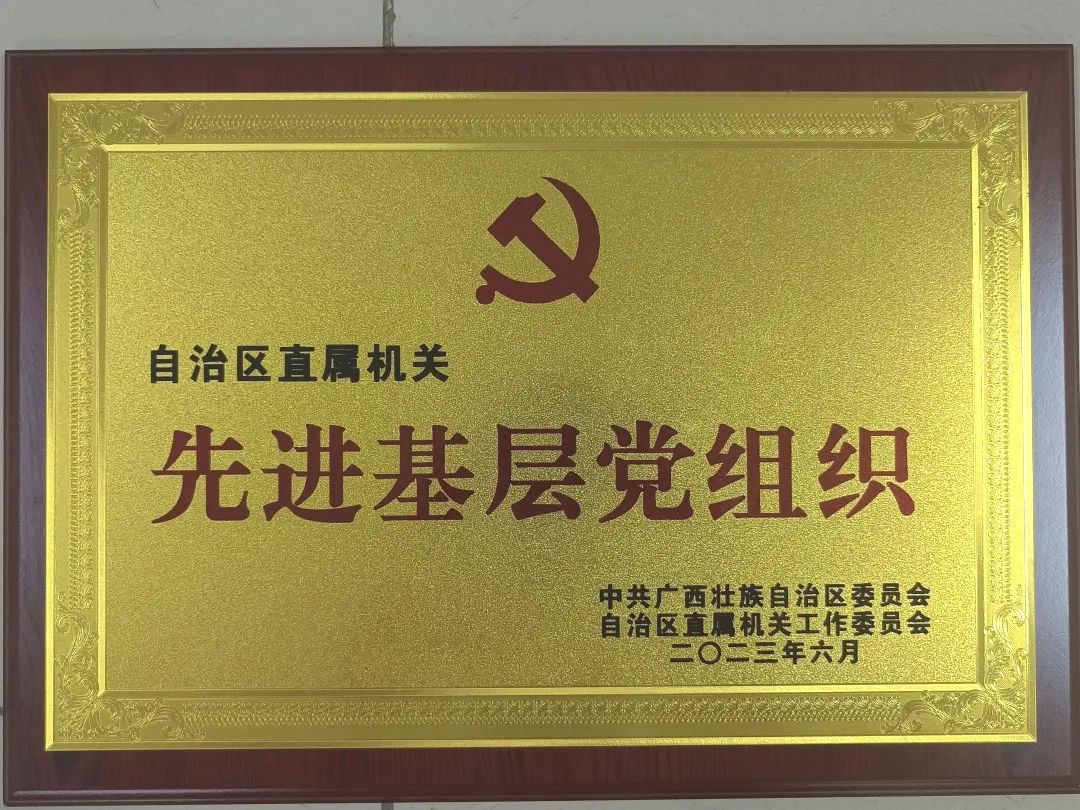 自治区直属机关
先进基层党组织
中共广西壮族自治区委员会
自治区直属机关工作委员会
二〇二三年六月